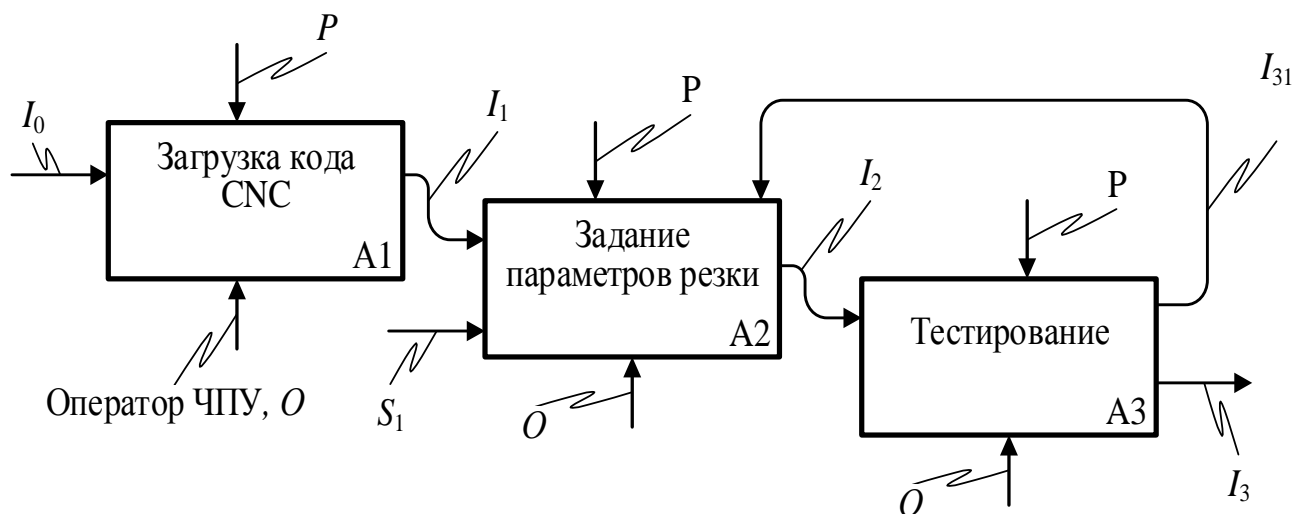 P
I₀
I₁
Загрузка кода
CNC
A1
Оператор ЧПУ, O
P
Задание
параметров резки
A2
S₁
O
I₂
P
I₃₁
Тестирование
A3
O
I₃